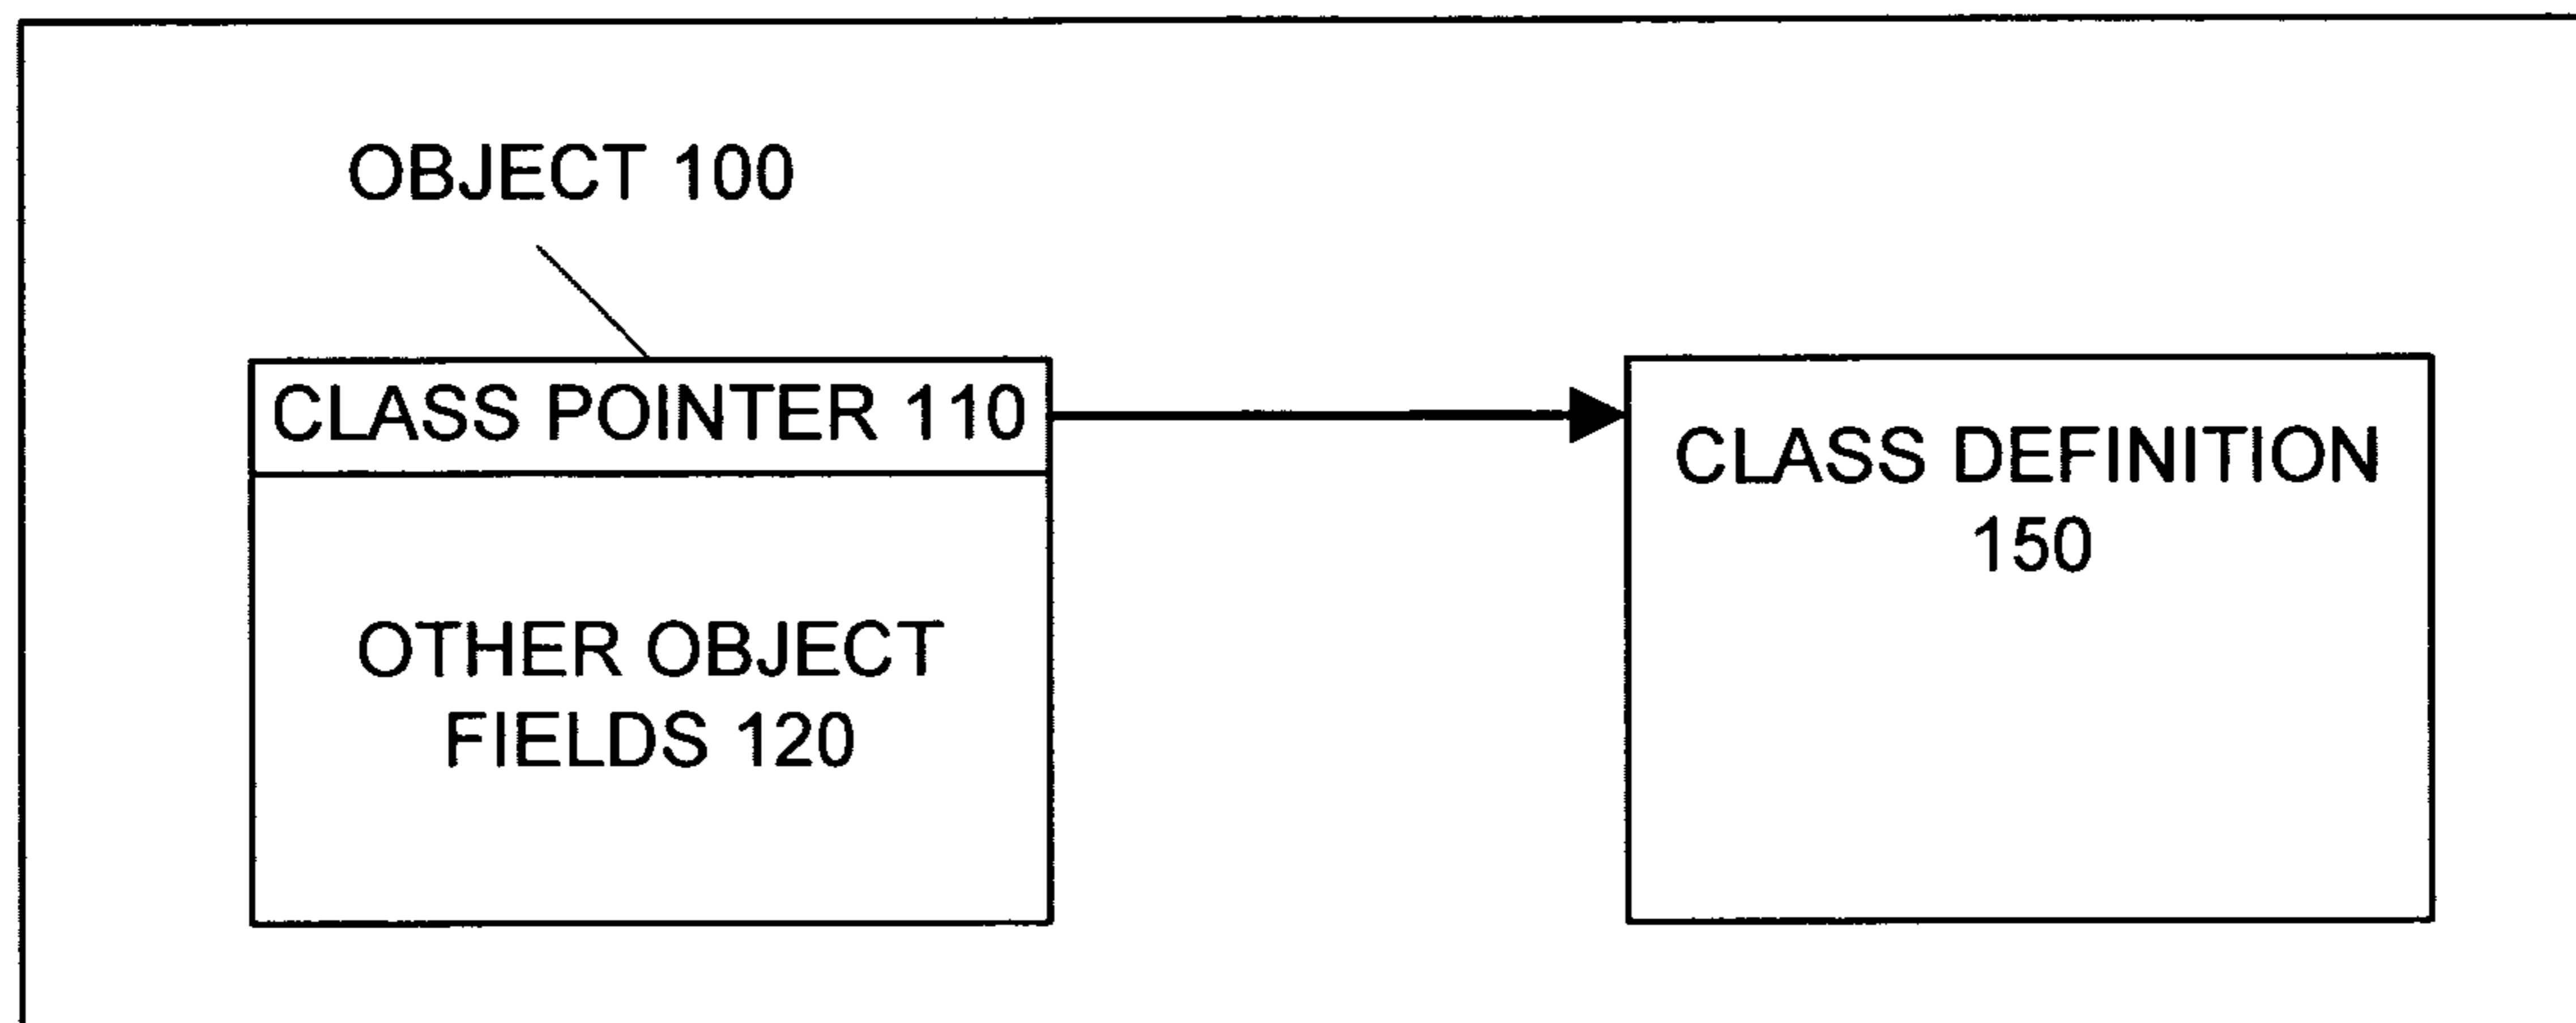 OBJECT 100
CLASS POINTER 110
OTHER OBJECT
FIELDS 120
CLASS DEFINITION
150